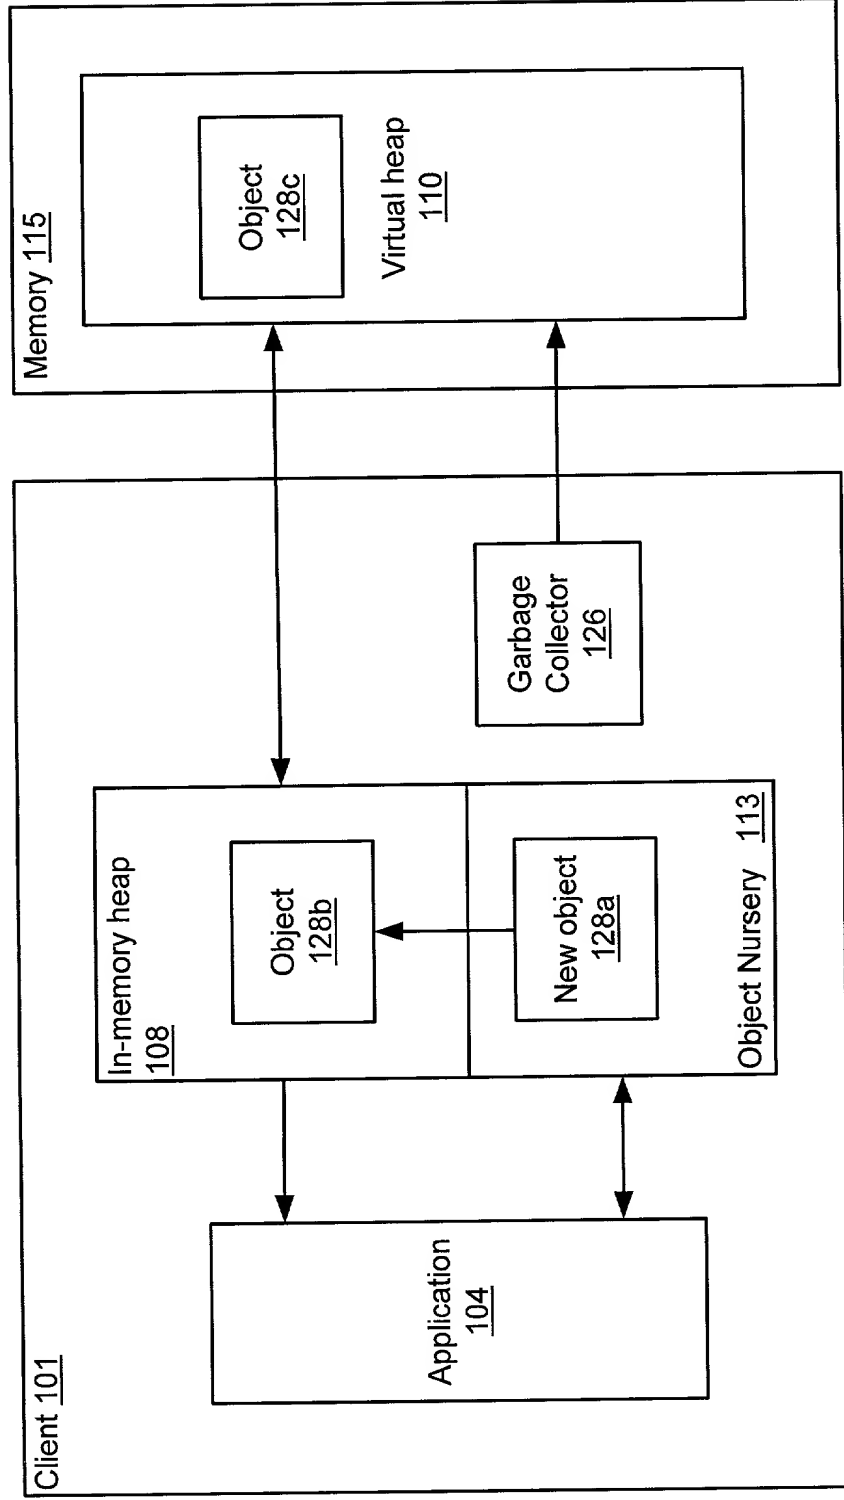 Client 101
Application
104
In-memory heap
108
Object
128b
New object
128a
Object Nursery 113
Garbage
Collector
126
Memory 115
Object
128c
Virtual heap
110